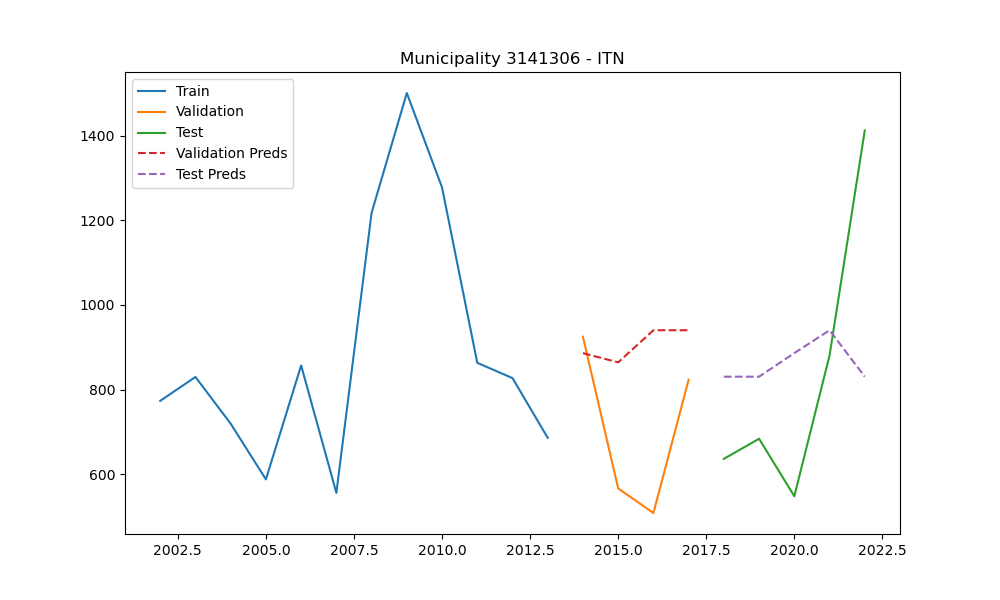 Municipality 3141306 - ITN
Train
Validation
Test
Validation Preds
Test Preds
1400
1200
1000
800
600
2002.5 2005.0 2007.5 2010.0 2012.5 2015.0 2017.5 2020.0 2022.5